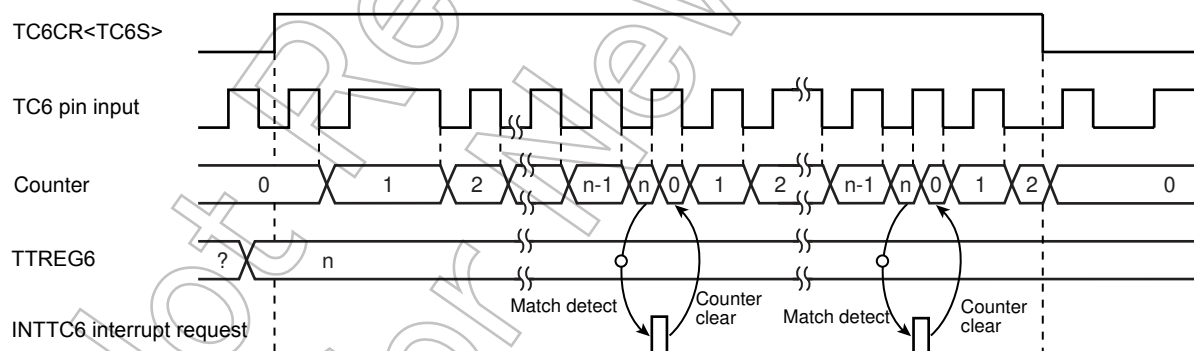 TC6CR<TC6S>
TC6 pin input
Counter 0 1 2 n-1 n 0 1 2 n-1 n 0 1 2 0
TTREG6 ? n
Match detect Counter clear Match detect Counter clear
INTTC6 interrupt request